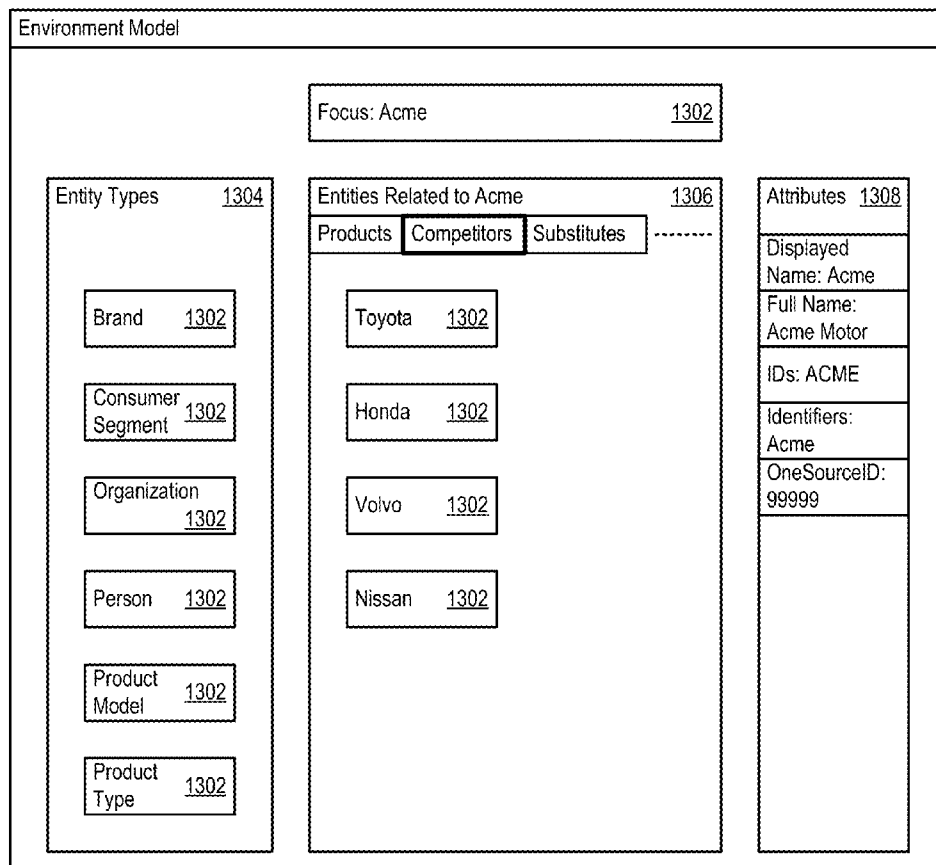 Environment Model
Focus: Acme 1302
Entity Types 1304
Brand 1302
Consumer
Segment 1302
Organization
1302
Person 1302
Product
Model 1302
Product
Type 1302
Entities Related to Acme 1306
Products Competitors Substitutes
Toyota 1302
Honda 1302
Volvo 1302
Nissan 1302
Attributes 1308
Displayed
Name: Acme
Full Name:
Acme Motor
IDs: ACME
Identifiers:
Acme
OneSourceID:
99999